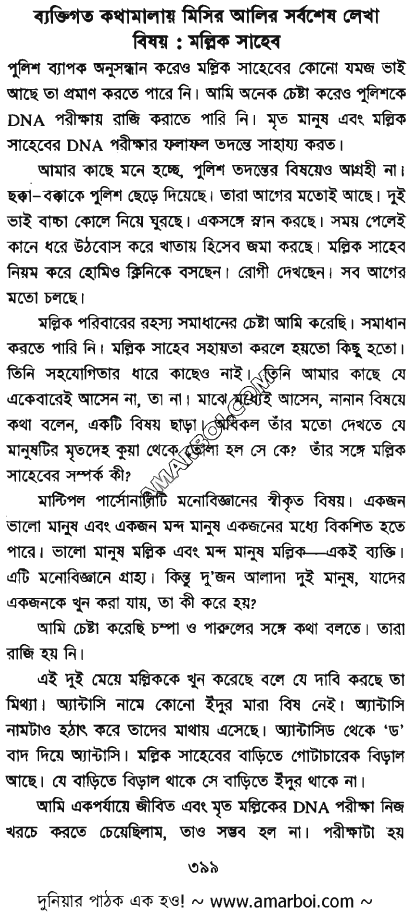 ব্যক্তিগত কথামালায় মিসির আলির সর্বশেষ লেখা
বিষয় : মল্লিক সাহেব
পুলিশ ব্যাপক অনুসন্ধান করেও মল্লিক সাহেবের কোনো যমজ ভাই
আছে তা প্রমাণ করতে পারে নি। আমি অনেক চেষ্টা করেও পুলিশকে
DNA পরীক্ষায় রাজি করাতে পারি নি। মৃত মানুষ এবং মল্লিক
সাহেবের DNA পরীক্ষার ফলাফল তদন্তে সাহায্য করত।
আমার কাছে মনে হচ্ছে, পুলিশ তদন্তের বিষয়েও আগ্রহী না।
ছক্কা–বক্কাকে পুলিশ ছেড়ে দিয়েছে। তারা আগের মতোই আছে। দুই
ভাই বাচ্চা কোলে নিয়ে ঘুরছে। একসঙ্গে স্নান করছে। সময় পেলেই
কানে ধরে উঠবোস করে খাতায় হিসেব জমা করছে। মল্লিক সাহেব
নিয়ম করে হোমিও ক্লিনিকে বসছেন। রোগী দেখছেন। সব আগের
মতো চলছে।
মল্লিক পরিবারের রহস্য সমাধানের চেষ্টা আমি করেছি। সমাধান
করতে পারি নি। মল্লিক সাহেব সহায়তা করলে হয়তো কিছু হতো।
তিনি সহযোগিতার ধারে কাছেও নাই। তিনি আমার কাছে যে
একেবারেই আসেন না, তা না। মাঝে মধ্যেই আসেন, নানান বিষয়ে
কথা বলেন, একটি বিষয় ছাড়া। অবিকল তাঁর মতো দেখতে যে
মানুষটির মৃতদেহ কুয়া থেকে তোলা হল সে কে? তাঁর সঙ্গে মল্লিক
সাহেবের সম্পর্ক কী?
মাল্টিপল পার্সোনালিটি মনোবিজ্ঞানের স্বীকৃত বিষয়। একজন
ভালো মানুষ এবং একজন মন্দ মানুষ একজনের মধ্যে বিকশিত হতে
পারে। ভালো মানুষ মল্লিক এবং মন্দ মানুষ মল্লিক—একই ব্যক্তি।
এটি মনোবিজ্ঞানে গ্রাহ্য। কিন্তু দু'জন আলাদা দুই মানুষ, যাদের
একজনকে খুন করা যায়, তা কী করে হয়?
আমি চেষ্টা করেছি চম্পা ও পারুলের সঙ্গে কথা বলতে। তারা
রাজি হয় নি।
এই দুই মেয়ে মল্লিককে খুন করেছে বলে যে দাবি করছে তা
মিথ্যা। অ্যান্টাসি নামে কোনো ইঁদুর মারা বিষ নেই। অ্যান্টাসি
নামটাও হঠাৎ করে তাদের মাথায় এসেছে। অ্যান্টাসিড থেকে 'ড'
বাদ দিয়ে অ্যান্টাসি। মল্লিক সাহেবের বাড়িতে গোটাচারেক বিড়াল
আছে। যে বাড়িতে বিড়াল থাকে সে বাড়িতে ইঁদুর থাকে না।
আমি একপর্যায়ে জীবিত এবং মৃত মল্লিকের DNA পরীক্ষা নিজ
খরচে করতে চেয়েছিলাম, তাও সম্ভব হল না। পরীক্ষাটা হয়
৩৯৯
দুনিয়ার পাঠক এক হও! ~ www.amarboi.com ~
AMARBOI.COM